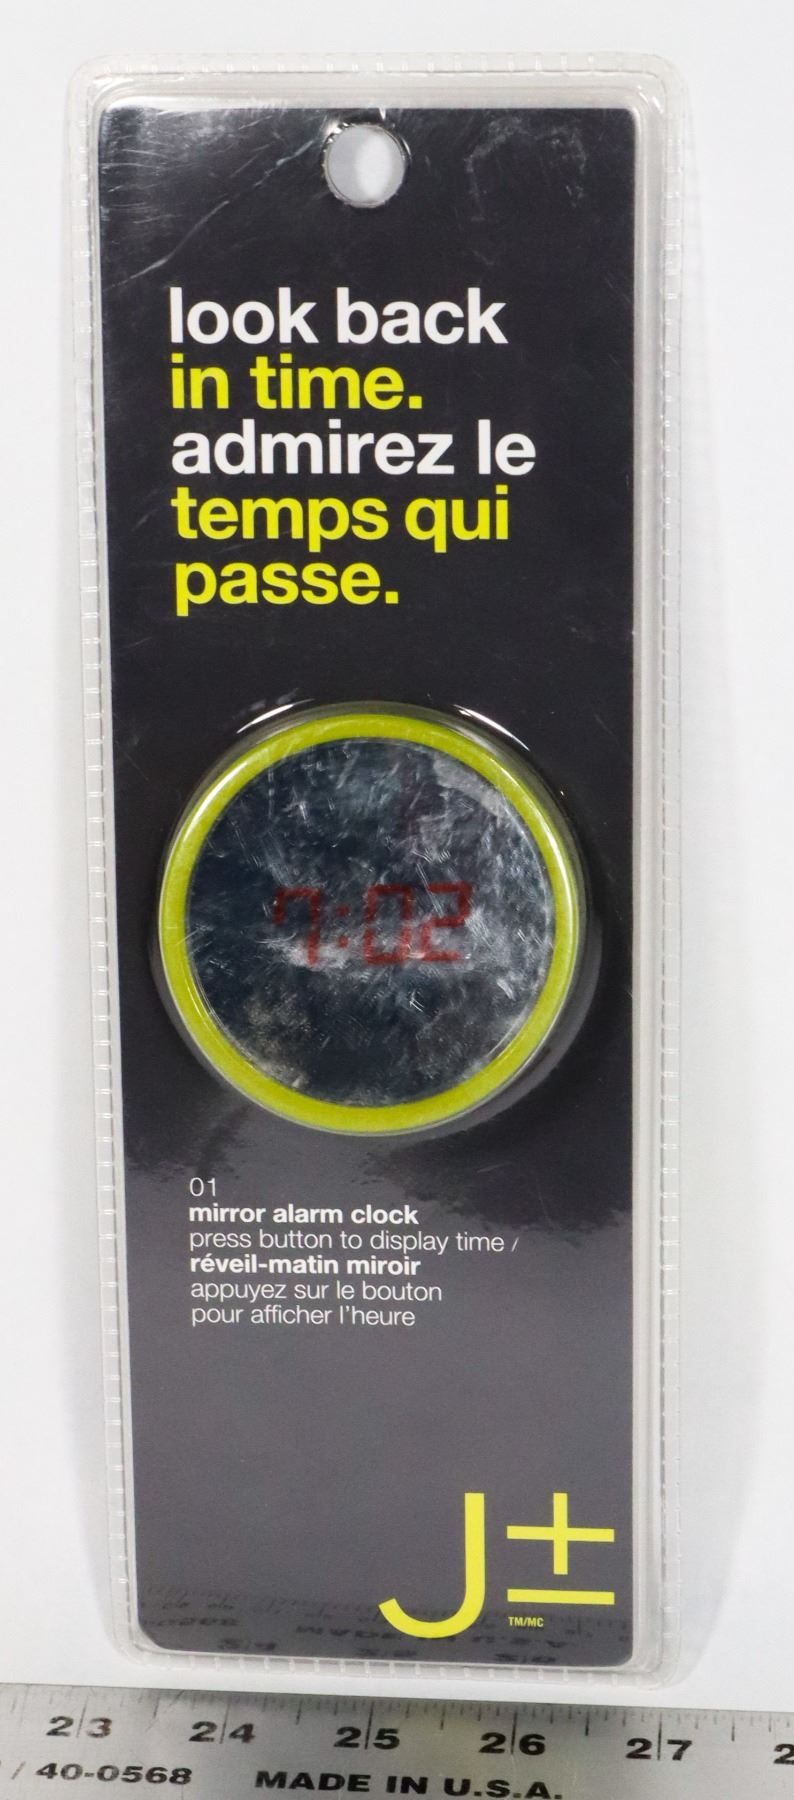 look back
in time.
admirez le
temps qui
passe.
7:02
01
mirror alarm clock
press button to display time /
réveil-matin miroir
appuyez sur le bouton
pour afficher l'heure
J±
TM/MC
23 24 25 26 27
/ 40-0568 MADE IN U.S.A.